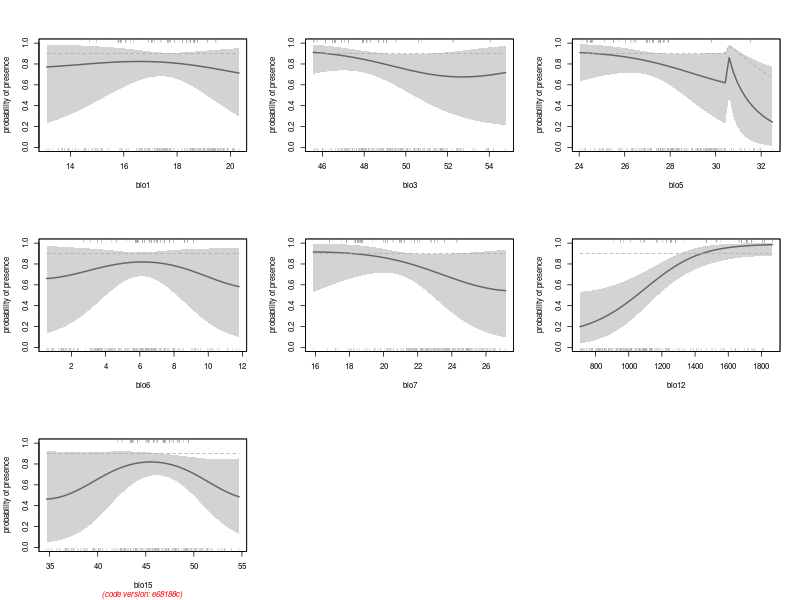 probability of presence
0.0 0.2 0.4 0.6 0.8 1.0
14 16 18 20
bio1
probability of presence
0.0 0.2 0.4 0.6 0.8 1.0
46 48 50 52 54
bio3
probability of presence
0.0 0.2 0.4 0.6 0.8 1.0
24 26 28 30 32
bio5
probability of presence
0.0 0.2 0.4 0.6 0.8 1.0
2 4 6 8 10 12
bio6
probability of presence
0.0 0.2 0.4 0.6 0.8 1.0
16 18 20 22 24 26
bio7
probability of presence
0.0 0.2 0.4 0.6 0.8 1.0
800 1000 1200 1400 1600 1800
bio12
probability of presence
0.0 0.2 0.4 0.6 0.8 1.0
35 40 45 50 55
bio15
(code version: e68188c)